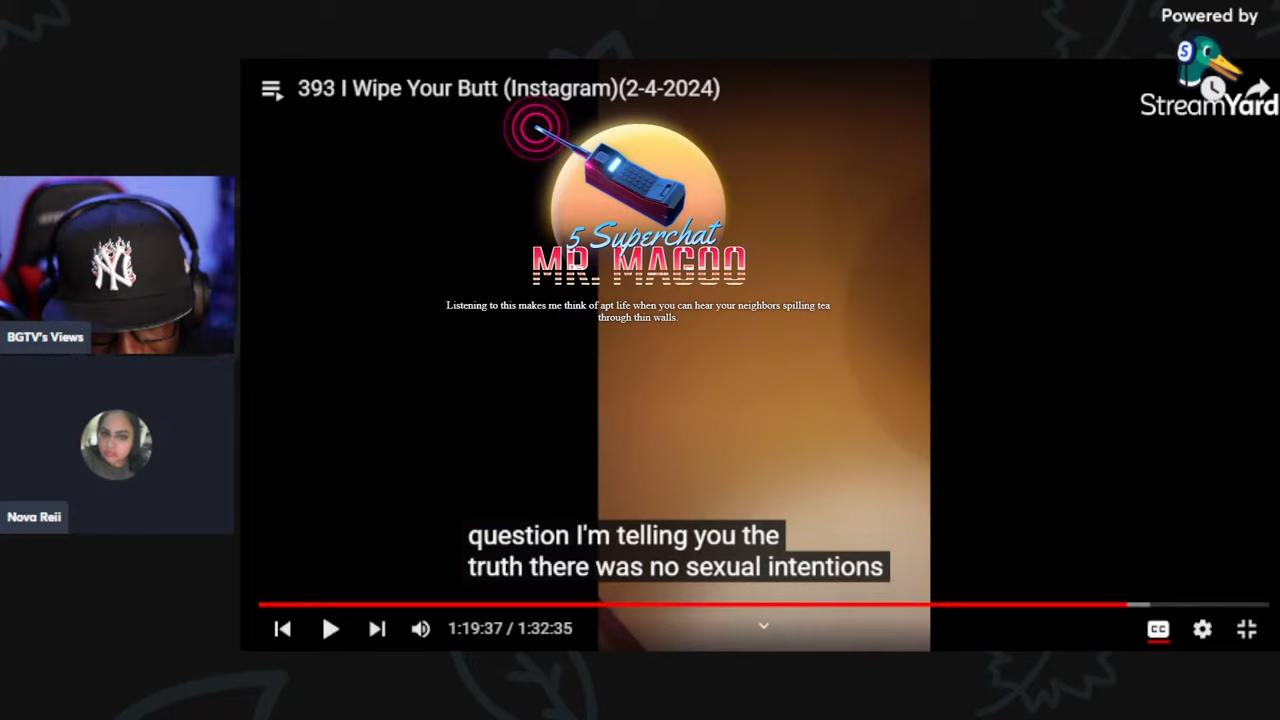 Powered by
StreamYard
393 I Wipe Your Butt (Instagram)(2-4-2024)
5 Superchat
MR. MAGOO
Listening to this makes me think of apt life when you can hear your neighbors spilling tea
through thin walls.
BGTV's Views
Nova Reii
question I'm telling you the
truth there was no sexual intentions
1:19:37 / 1:32:35
CC
NY
S